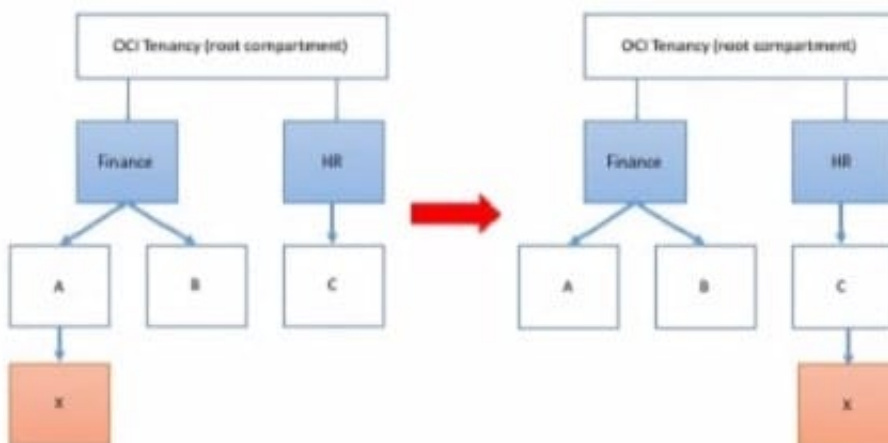 OCI Tenancy (root compartment)
Finance
HR
A
B
C
X
OCI Tenancy (root compartment)
Finance
HR
A
B
C
X